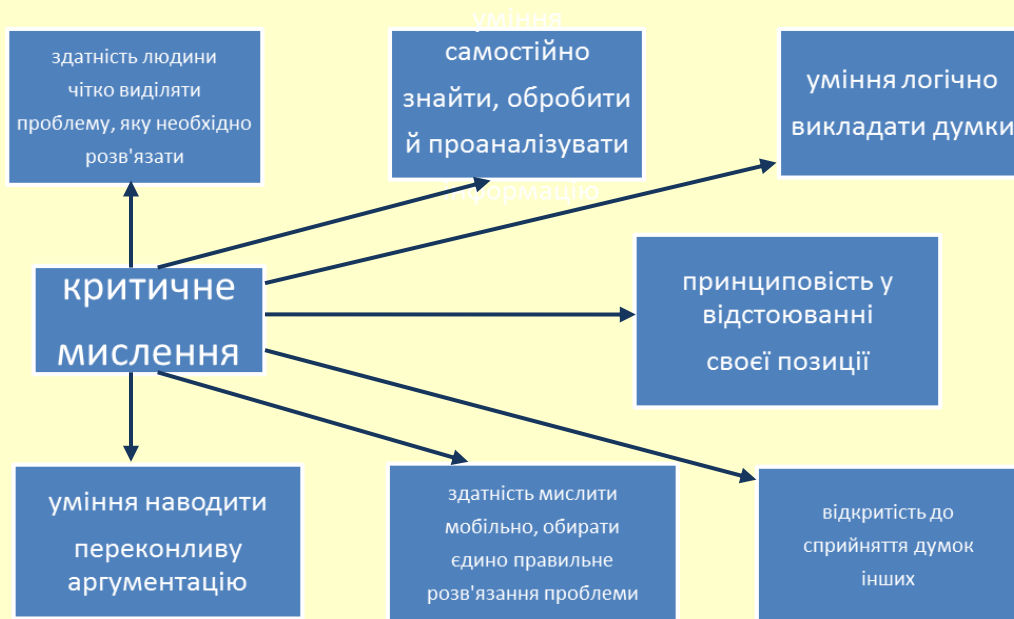 здатність людини
чітко виділяти
проблему, яку необхідно
розв'язати
уміння
самостійно
знайти, обробити
й проаналізувати
інформацію
уміння логічно
викладати думки
критичне
мислення
принциповість у
відстоюванні
своєї позиції
уміння наводити
переконливу
аргументацію
здатність мислити
мобільно, обирати
єдино правильне
розв'язання проблеми
відкритість до
сприйняття думок
інших